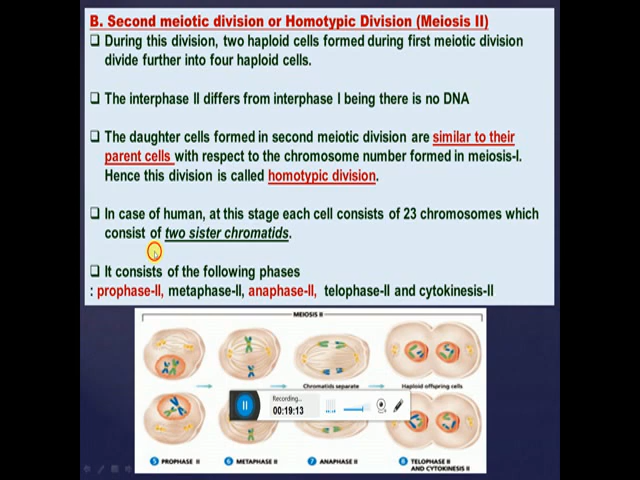 B. Second meiotic division or Homotypic Division (Meiosis II)
❑ During this division, two haploid cells formed during first meiotic division
divide further into four haploid cells.
❑ The interphase II differs from interphase I being there is no DNA
❑ The daughter cells formed in second meiotic division are similar to their
parent cells with respect to the chromosome number formed in meiosis-I.
Hence this division is called homotypic division.
❑ In case of human, at this stage each cell consists of 23 chromosomes which
consist of two sister chromatids.
❑ It consists of the following phases
: prophase-II, metaphase-II, anaphase-II, telophase-II and cytokinesis-II
MEIOSIS II
Chromatids separate
Haploid offspring cells
Recording...
00:19:13
5 PROPHASE II
6 METAPHASE II
7 ANAPHASE II
8 TELOPHASE II
AND CYTOKINESIS II